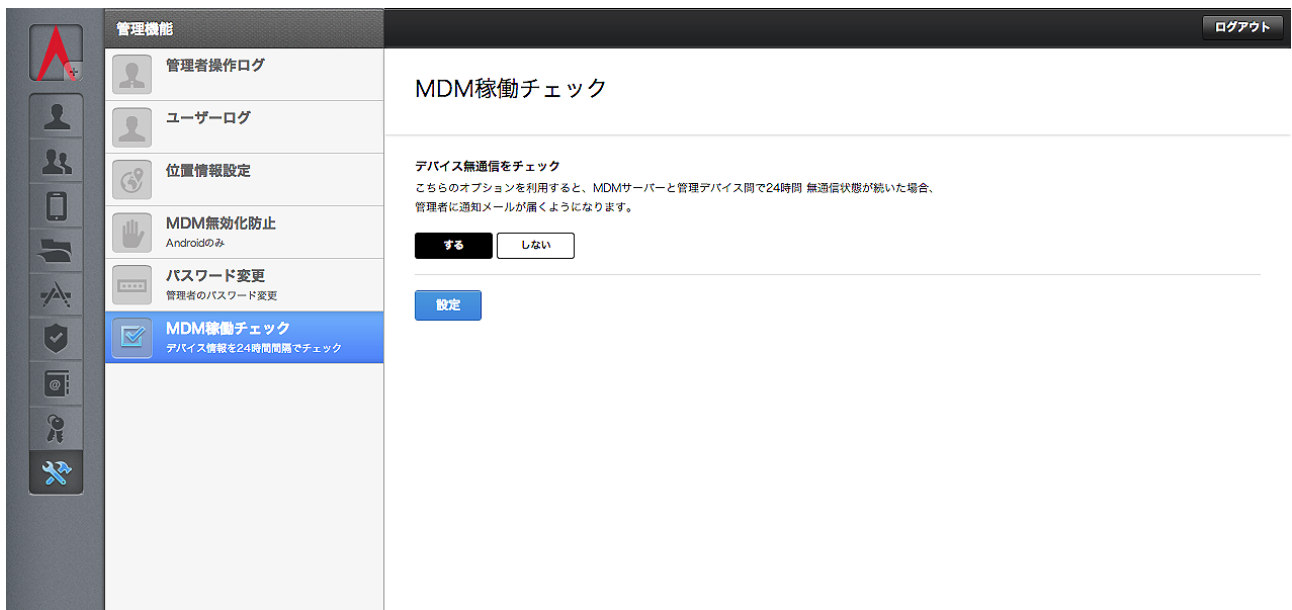 管理機能
ログアウト
管理者操作ログ
ユーザーログ
位置情報設定
MDM無効化防止
Androidのみ
パスワード変更
管理者のパスワード変更
MDM稼働チェック
デバイス情報を24時間間隔でチェック
MDM稼働チェック
デバイス無通信をチェック
こちらのオプションを利用すると、MDMサーバーと管理デバイス間で24時間 無通信状態が続いた場合、
管理者に通知メールが届くようになります。
する
しない
設定